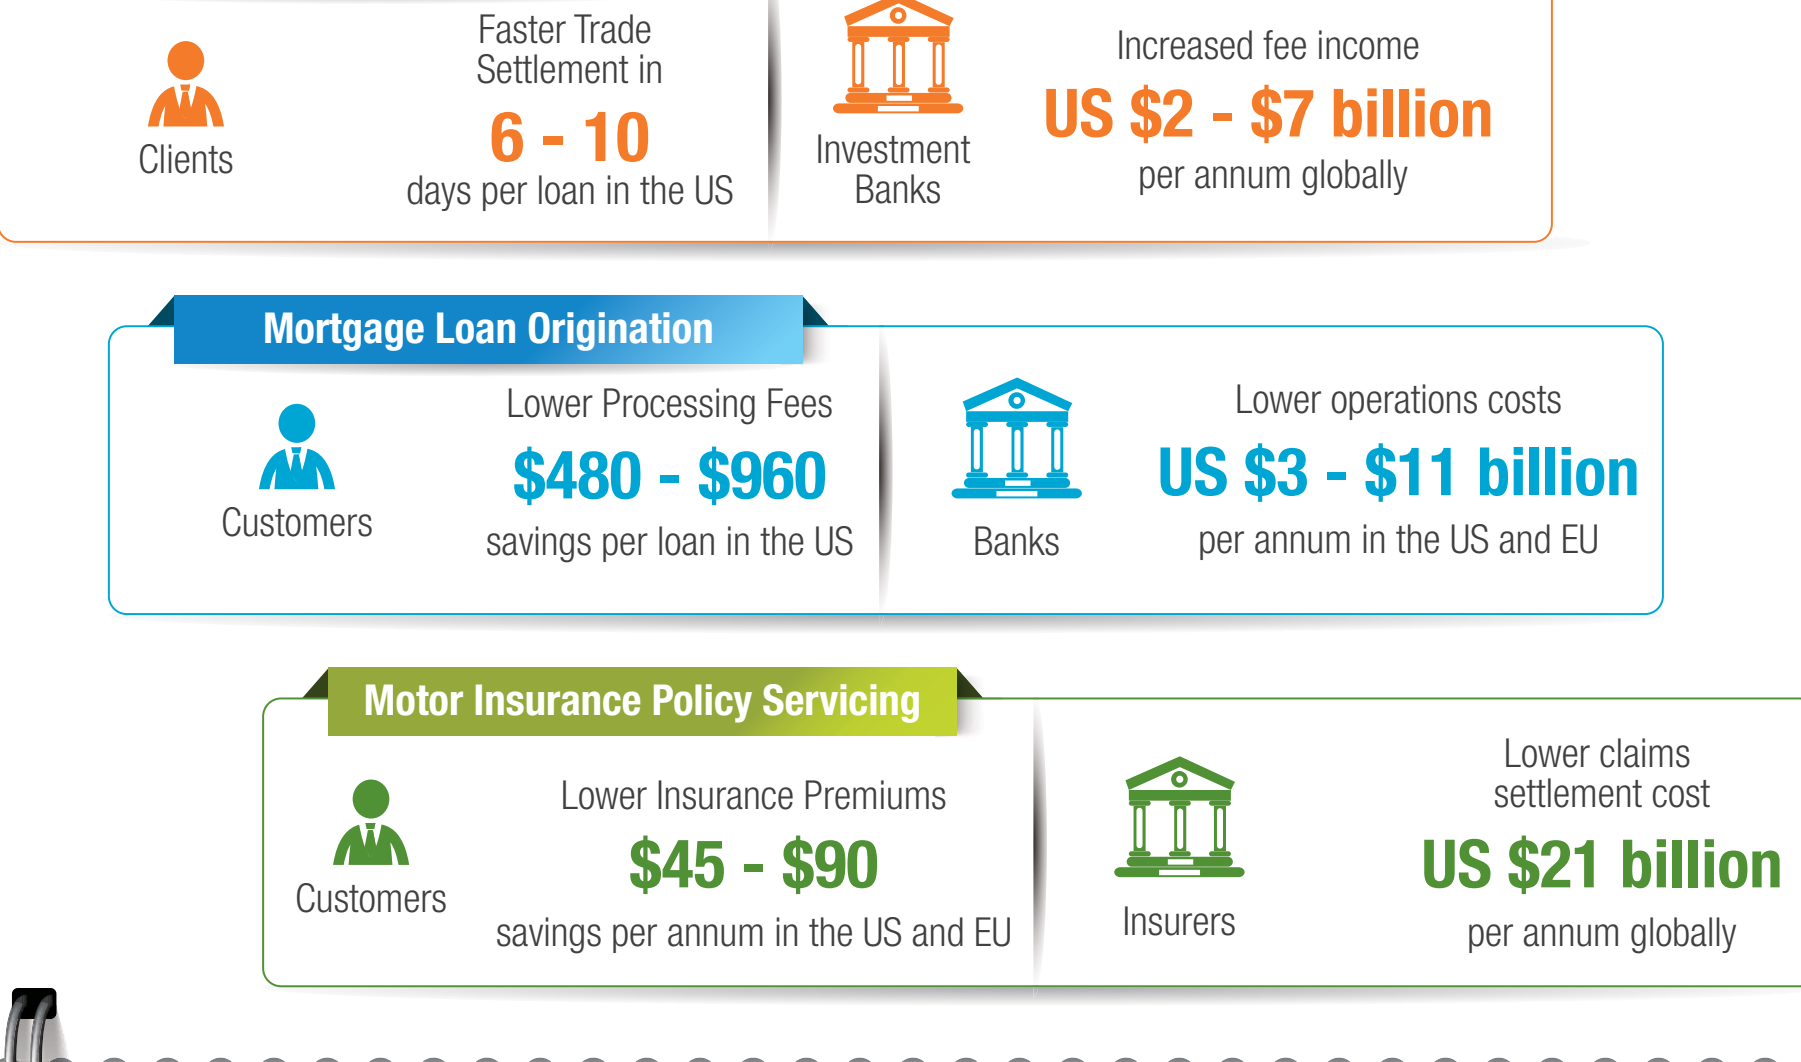 Faster Trade
Settlement in
6 - 10
days per loan in the US
Clients
Investment
Banks
Increased fee income
US $2 - $7 billion
per annum globally
Mortgage Loan Origination
Customers
Lower Processing Fees
$480 - $960
savings per loan in the US
Banks
Lower operations costs
US $3 - $11 billion
per annum in the US and EU
Motor Insurance Policy Servicing
Customers
Lower Insurance Premiums
$45 - $90
savings per annum in the US and EU
Insurers
Lower claims
settlement cost
US $21 billion
per annum globally